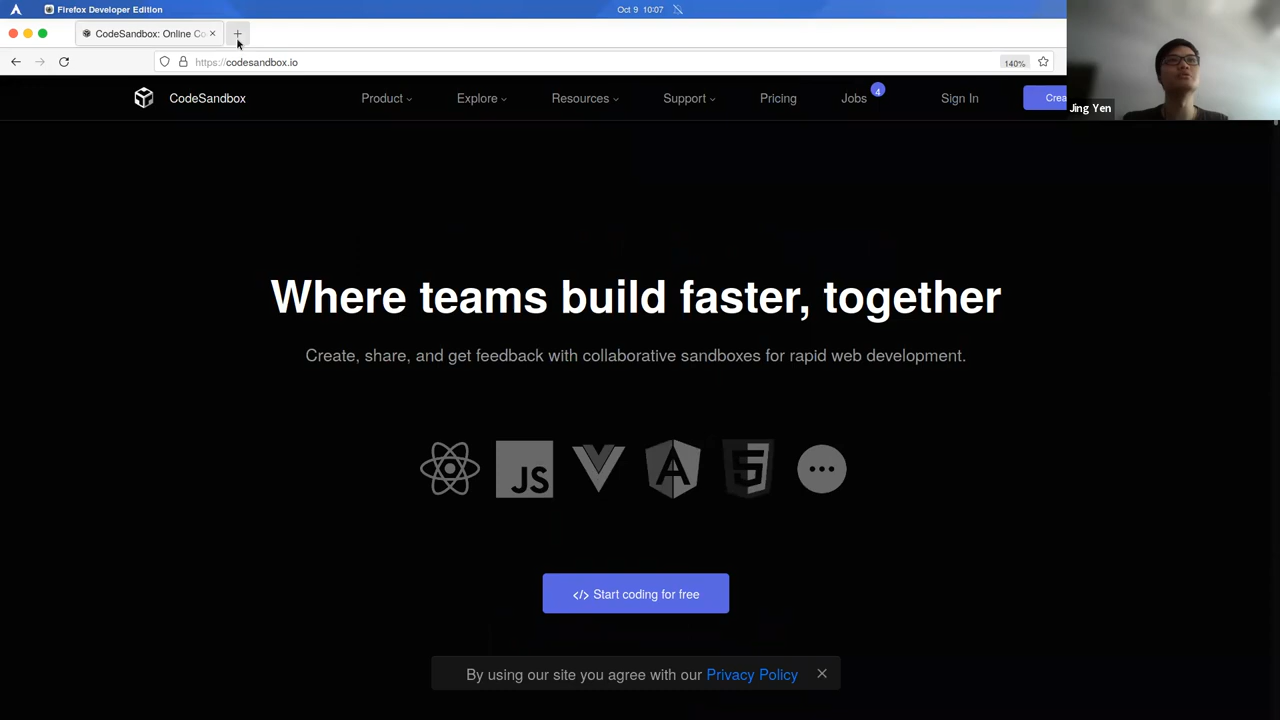 Firefox Developer Edition
Oct 9 10:07
CodeSandbox: Online Co
https://codesandbox.io
140%
CodeSandbox
Product
Explore
Resources
Support
Pricing
Jobs
4
Sign In
Crea
Jing Yen
Where teams build faster, together
Create, share, and get feedback with collaborative sandboxes for rapid web development.
JS
A
5
</> Start coding for free
By using our site you agree with our Privacy Policy